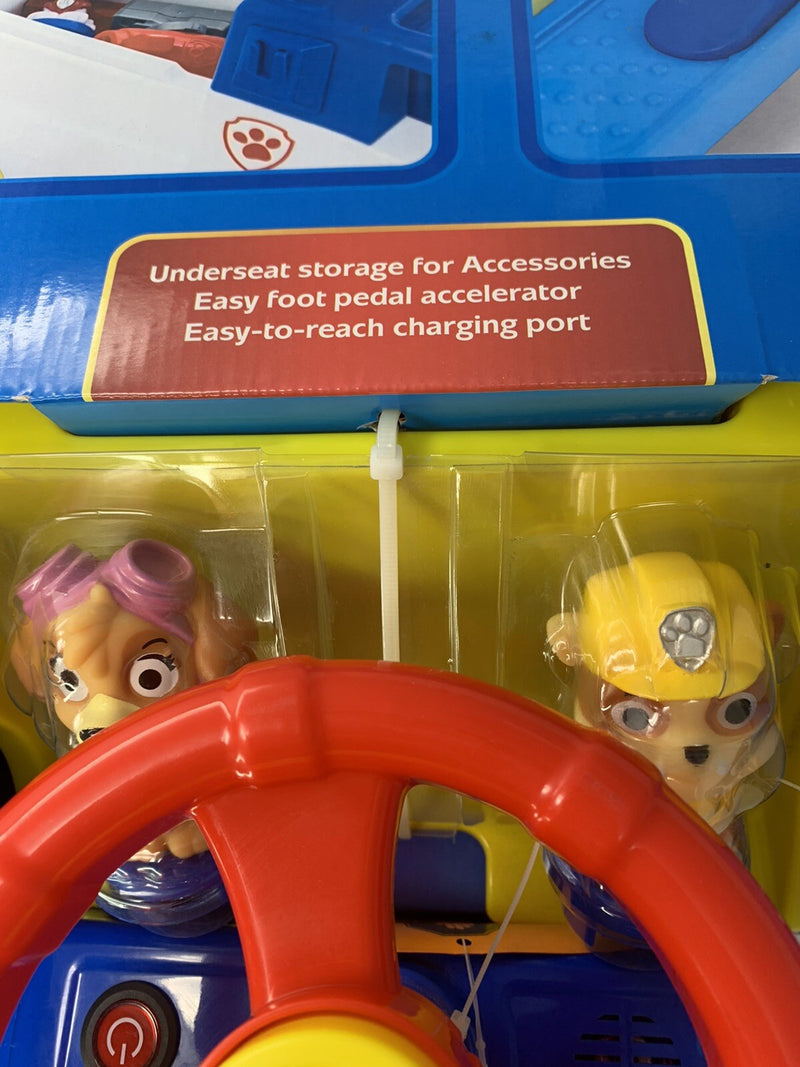 Underseat storage for Accessories
Easy foot pedal accelerator
Easy-to-reach charging port